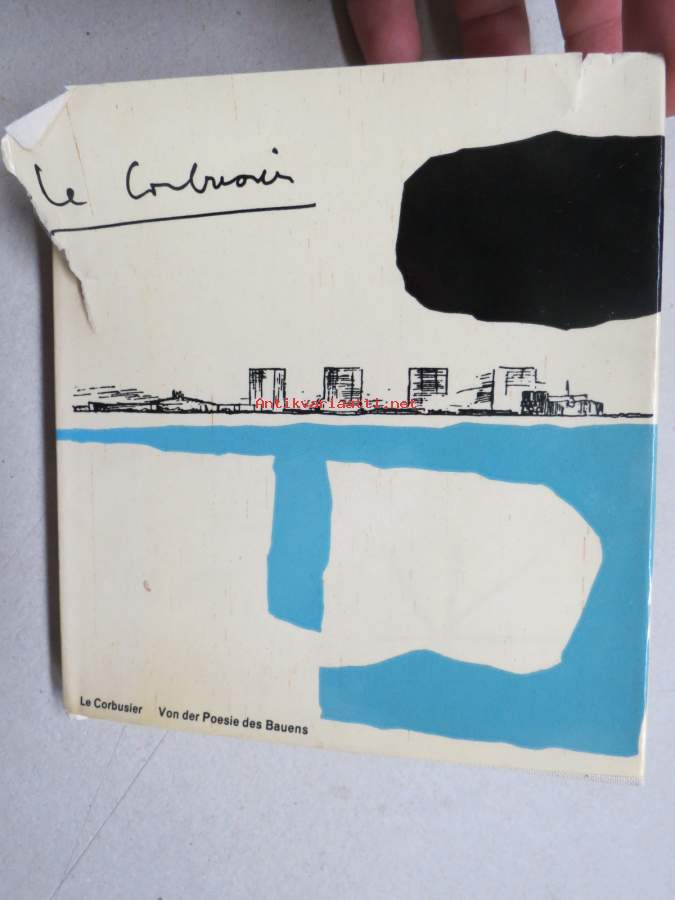 Le Corbusier
Antikvariaatti.net
Le Corbusier Von der Poesie des Bauens